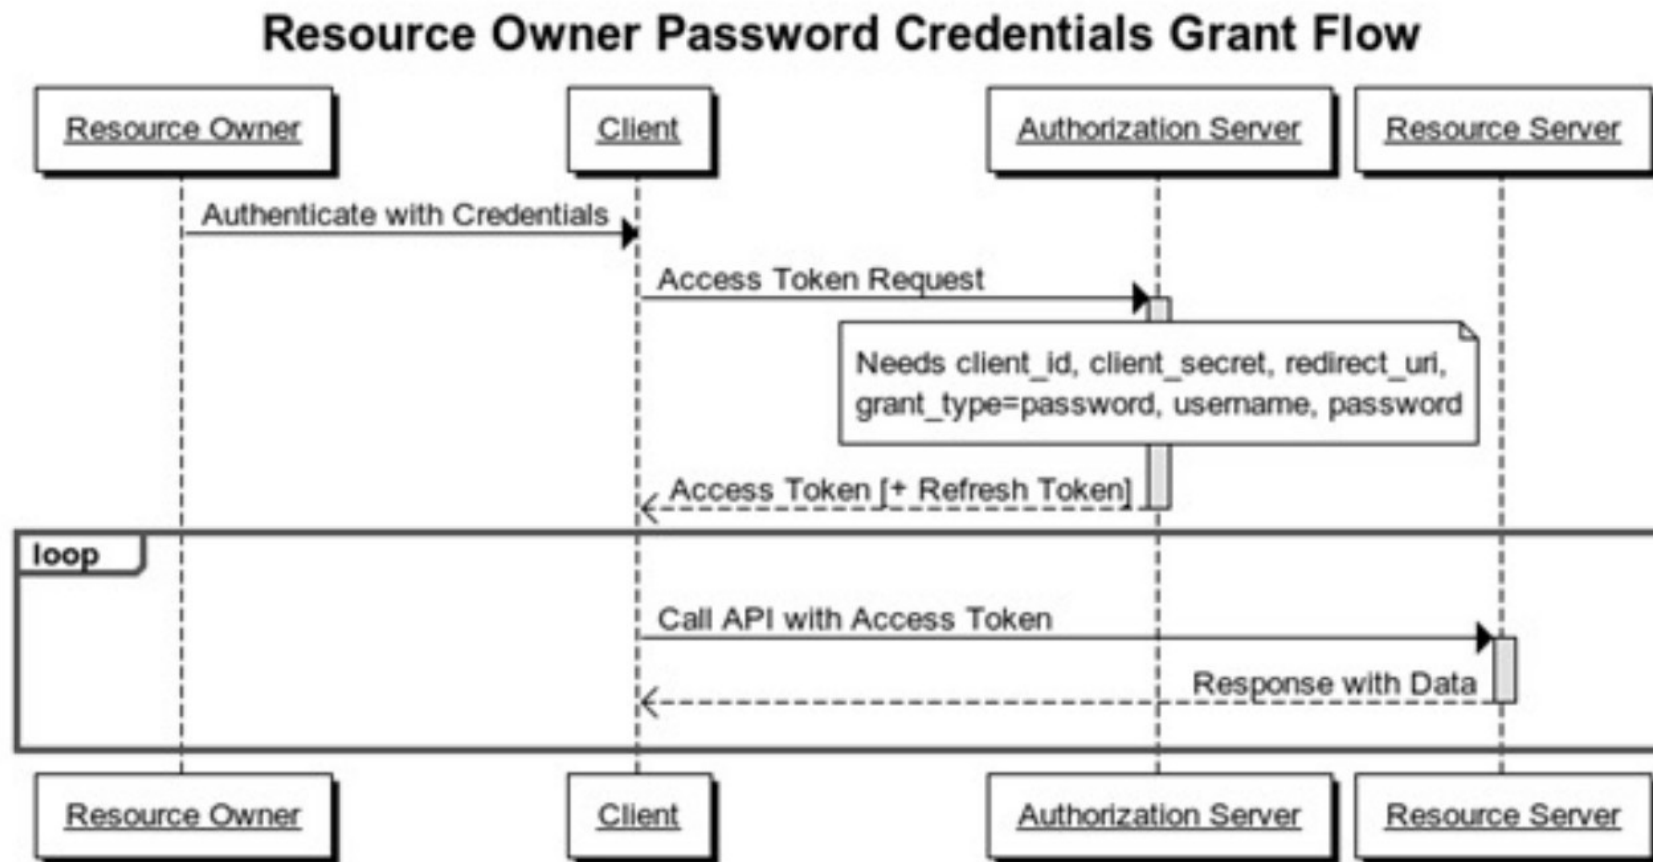 Resource Owner Password Credentials Grant Flow
Resource Owner
Client
Authorization Server
Resource Server
Authenticate with Credentials
Access Token Request
Needs client_id, client_secret, redirect_uri,
grant_type=password, username, password
Access Token [+ Refresh Token]
loop
Call API with Access Token
Response with Data
Resource Owner
Client
Authorization Server
Resource Server